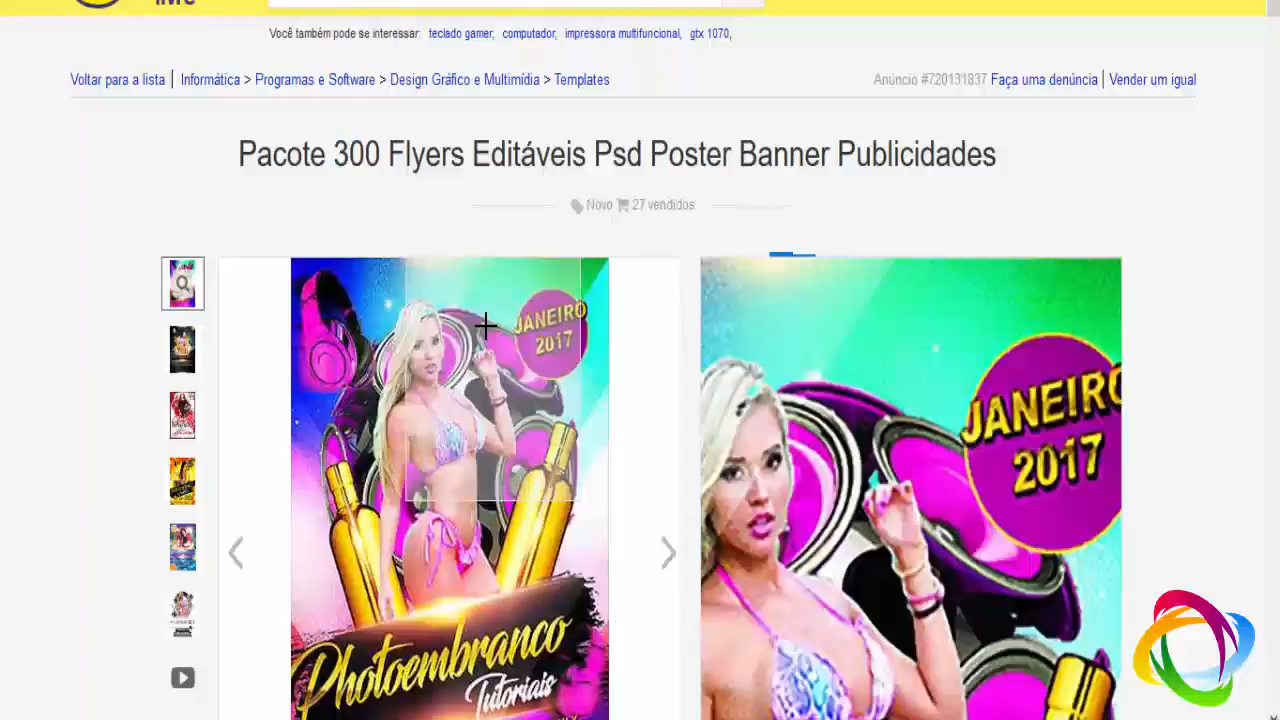 Você também pode se interessar: teclado gamer, computador, impressora multifuncional, gtx 1070,
Voltar para a lista | Informática > Programas e Software > Design Gráfico e Multimídia > Templates
Anúncio #720131837 Faça uma denúncia | Vender um igual
Pacote 300 Flyers Editáveis Psd Poster Banner Publicidades
Novo 27 vendidos
JANEIRO
2017
JANEIRO
2017
Photoembranco
Tutoriais